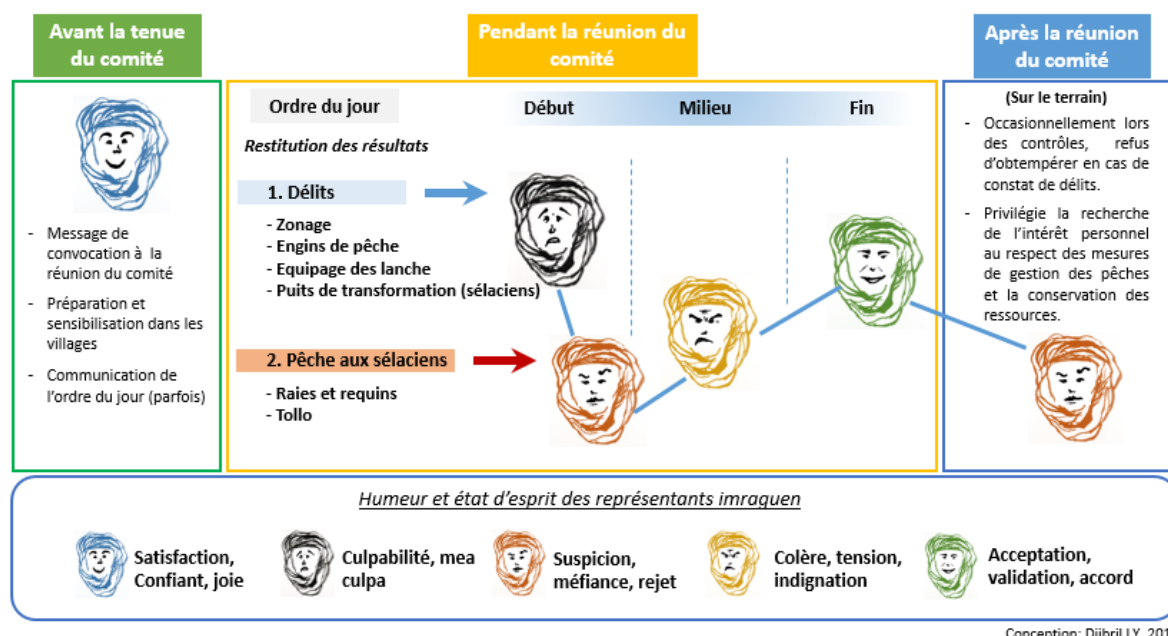 Avant la tenue
du comité
Pendant la réunion du
comité
Après la réunion
du comité
- Message de
convocation à la
réunion du comité
- Préparation et
sensibilisation dans les
villages
- Communication de
l'ordre du jour (parfois)
Ordre du jour
Début
Milieu
Fin
Restitution des résultats
1. Délits
- Zonage
- Engins de pêche
- Equipage des lanche
- Puits de transformation (sélaciens)
2. Pêche aux sélaciens
- Raies et requins
- Tollo
(Sur le terrain)
- Occasionnellement lors
des contrôles, refus
d'obtempérer en cas de
constat de délits.
- Privilégie la recherche
de l'intérêt personnel
au respect des mesures
de gestion des pêches
et la conservation des
ressources.
Humeur et état d'esprit des représentants imraguen
Satisfaction,
Confiant, joie
Culpabilité, mea
culpa
Suspicion,
méfiance, rejet
Colère, tension,
indignation
Acceptation,
validation, accord
Conception: Djibril LY, 201